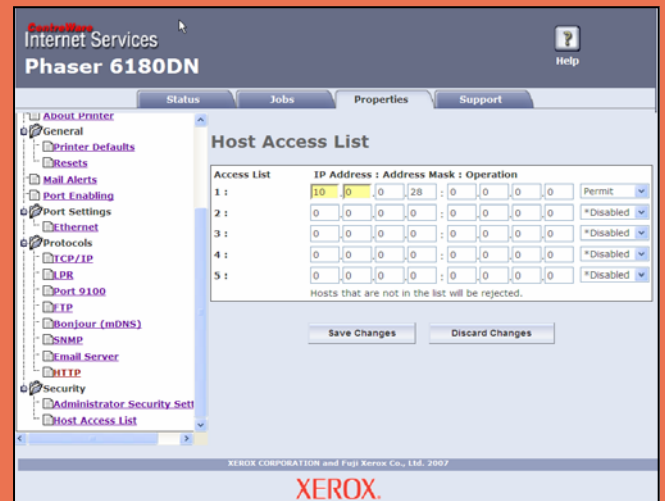 CentreWare
Internet Services
Phaser 6180DN
Help
Status Jobs Properties Support
About Printer
General
Printer Defaults
Resets
Mail Alerts
Port Enabling
Port Settings
Ethernet
Protocols
TCP/IP
LPR
Port 9100
FTP
Bonjour (mDNS)
SNMP
Email Server
HTTP
Security
Administrator Security Sett
Host Access List
Host Access List
Access List IP Address : Address Mask : Operation
1 : 10 .0 .0 .28 : 0 .0 .0 .0 Permit
2 : 0 .0 .0 .0 : 0 .0 .0 .0 *Disabled
3 : 0 .0 .0 .0 : 0 .0 .0 .0 *Disabled
4 : 0 .0 .0 .0 : 0 .0 .0 .0 *Disabled
5 : 0 .0 .0 .0 : 0 .0 .0 .0 *Disabled
Hosts that are not in the list will be rejected.
Save Changes Discard Changes
XEROX CORPORATION and Fuji Xerox Co., Ltd. 2007
XEROX.